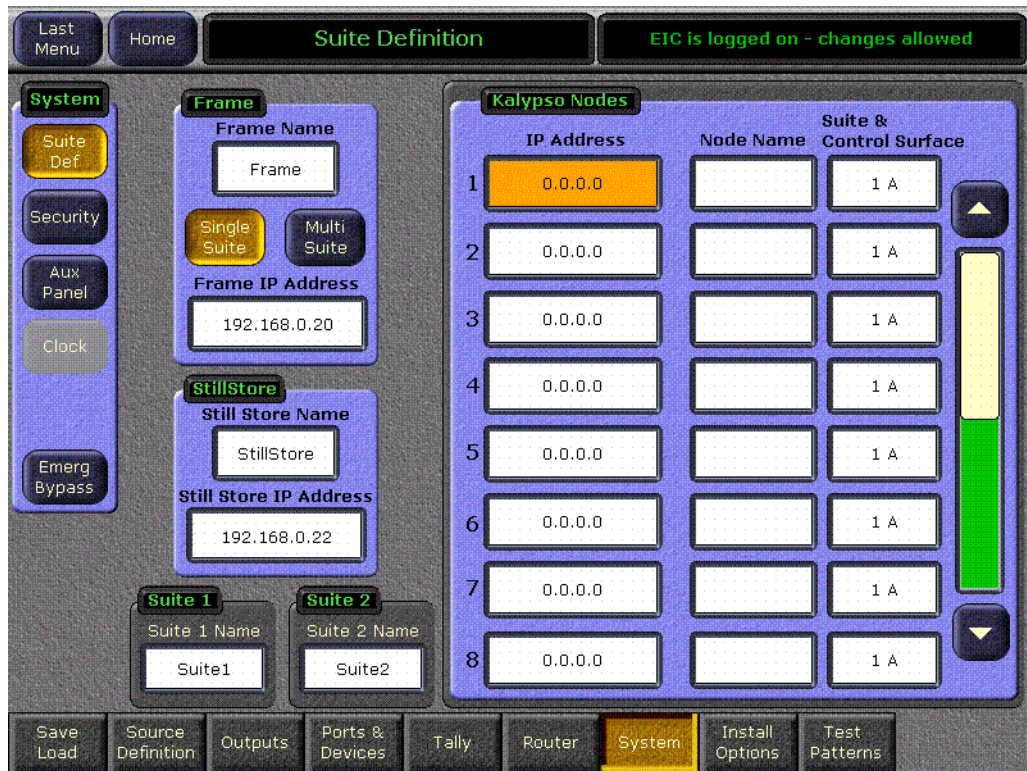 Last Menu
Home
Suite Definition
EIC is logged on - changes allowed
System
Suite Def
Security
Aux Panel
Clock
Emerg Bypass
Frame
Frame Name
Frame
Single Suite
Multi Suite
Frame IP Address
192.168.0.20
StillStore
Still Store Name
StillStore
Still Store IP Address
192.168.0.22
Suite 1
Suite 1 Name
Suite1
Suite 2
Suite 2 Name
Suite2
Kalypso Nodes
IP Address Node Name Suite & Control Surface
1 0.0.0.0 1 A
2 0.0.0.0 1 A
3 0.0.0.0 1 A
4 0.0.0.0 1 A
5 0.0.0.0 1 A
6 0.0.0.0 1 A
7 0.0.0.0 1 A
8 0.0.0.0 1 A
Save Load
Source Definition
Outputs
Ports & Devices
Tally
Router
System
Install Options
Test Patterns